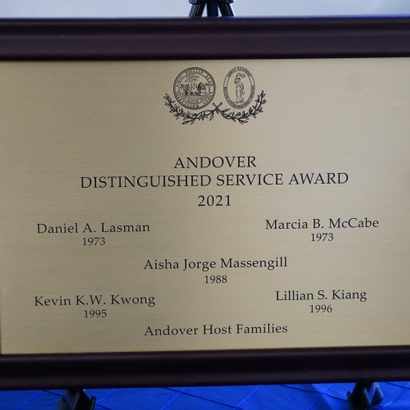 ANDOVER
DISTINGUISHED SERVICE AWARD
2021
Daniel A. Lasman
1973
Marcia B. McCabe
1973
Aisha Jorge Massengill
1988
Kevin K.W. Kwong
1995
Lillian S. Kiang
1996
Andover Host Families